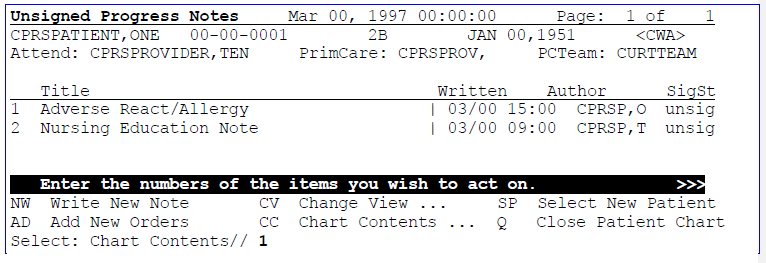 Unsigned Progress Notes Mar 00, 1997 00:00:00 Page: 1 of 1
CPRSPATIENT,ONE 00-00-0001 2B JAN 00,1951 <CWA>
Attend: CPRSPROVIDER,TEN PrimCare: CPRSPROV, PCTeam: CURTTEAM
Title Written Author SigSt
1 Adverse React/Allergy | 03/00 15:00 CPRSP,O unsig
2 Nursing Education Note | 03/00 09:00 CPRSP,T unsig
Enter the numbers of the items you wish to act on. >>>
NW Write New Note CV Change View ... SP Select New Patient
AD Add New Orders CC Chart Contents ... Q Close Patient Chart
Select: Chart Contents// 1